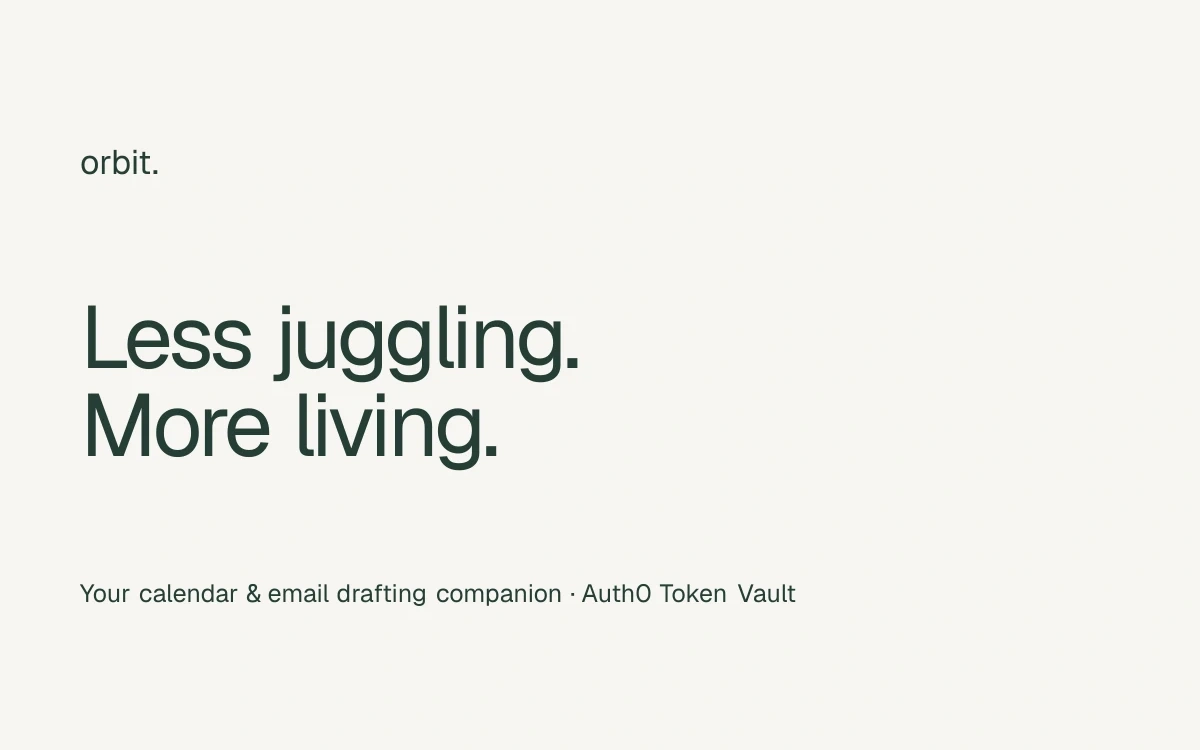 orbit.
Less juggling.
More living.
Your calendar & email drafting companion · Auth0 Token Vault